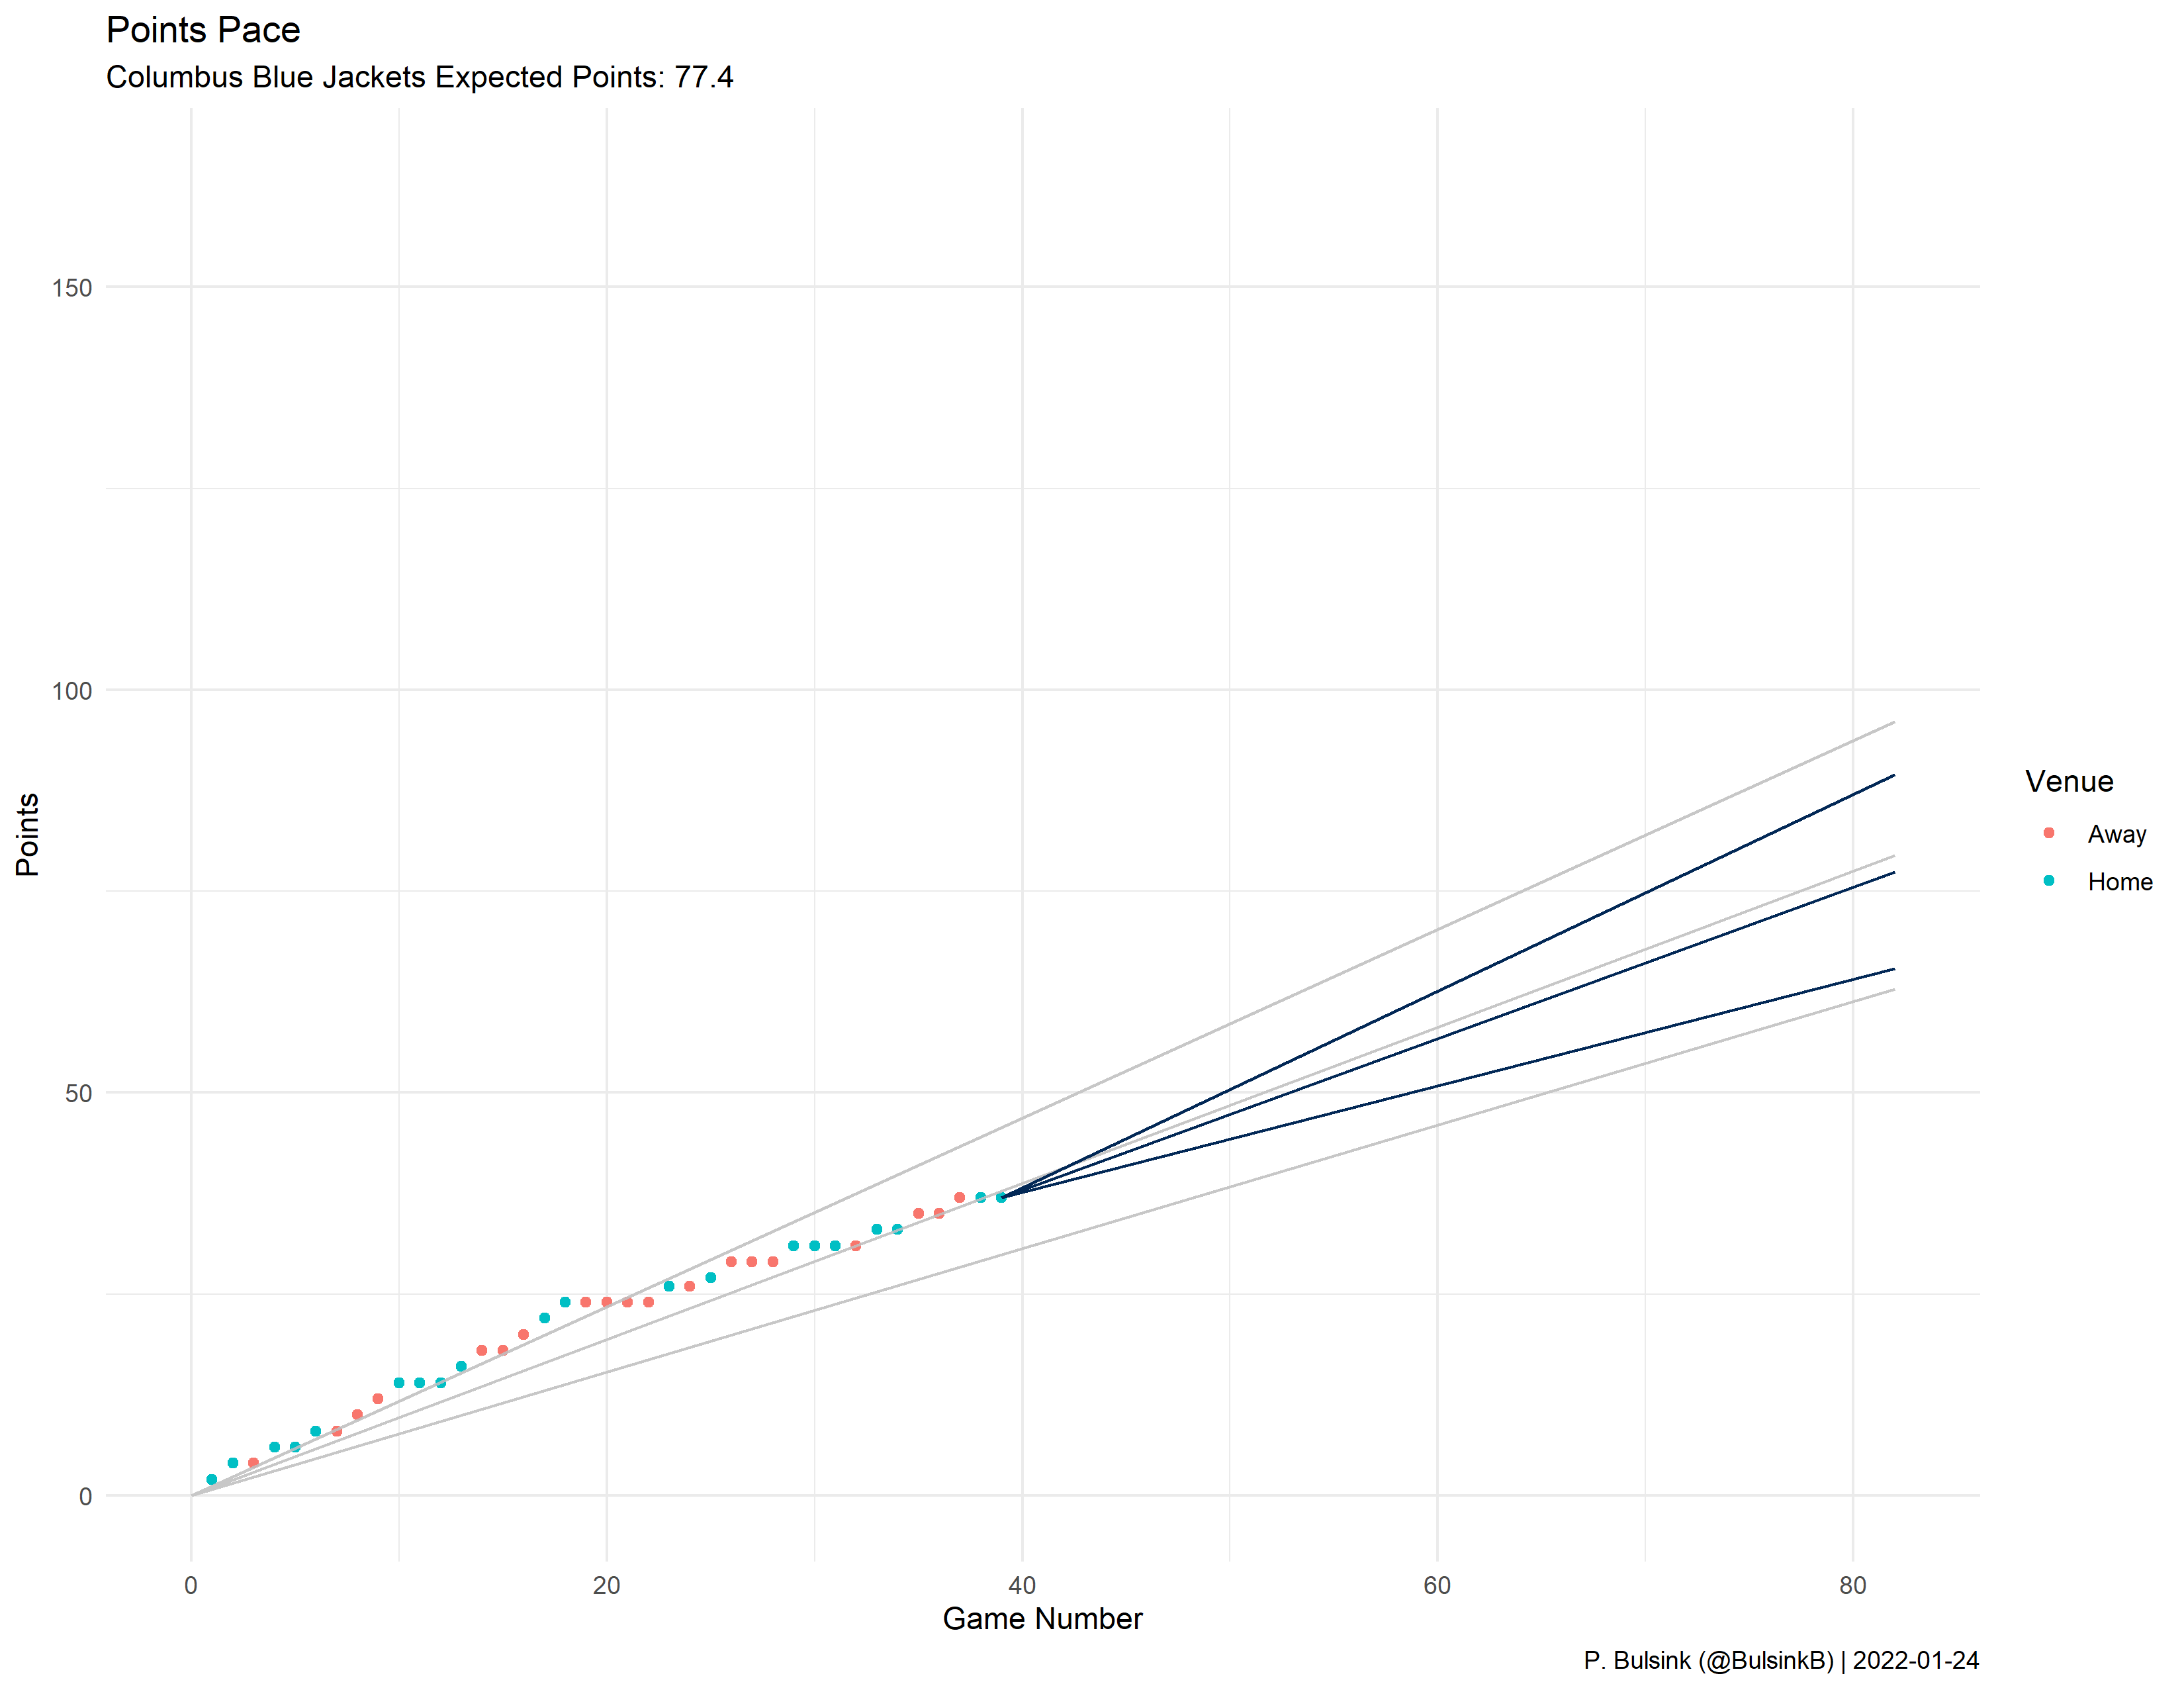 Points Pace
Columbus Blue Jackets Expected Points: 77.4
150
100
50
0
Points
0 20 40 60 80
Game Number
Venue
Away
Home
P. Bulsink (@BulsinkB) | 2022-01-24